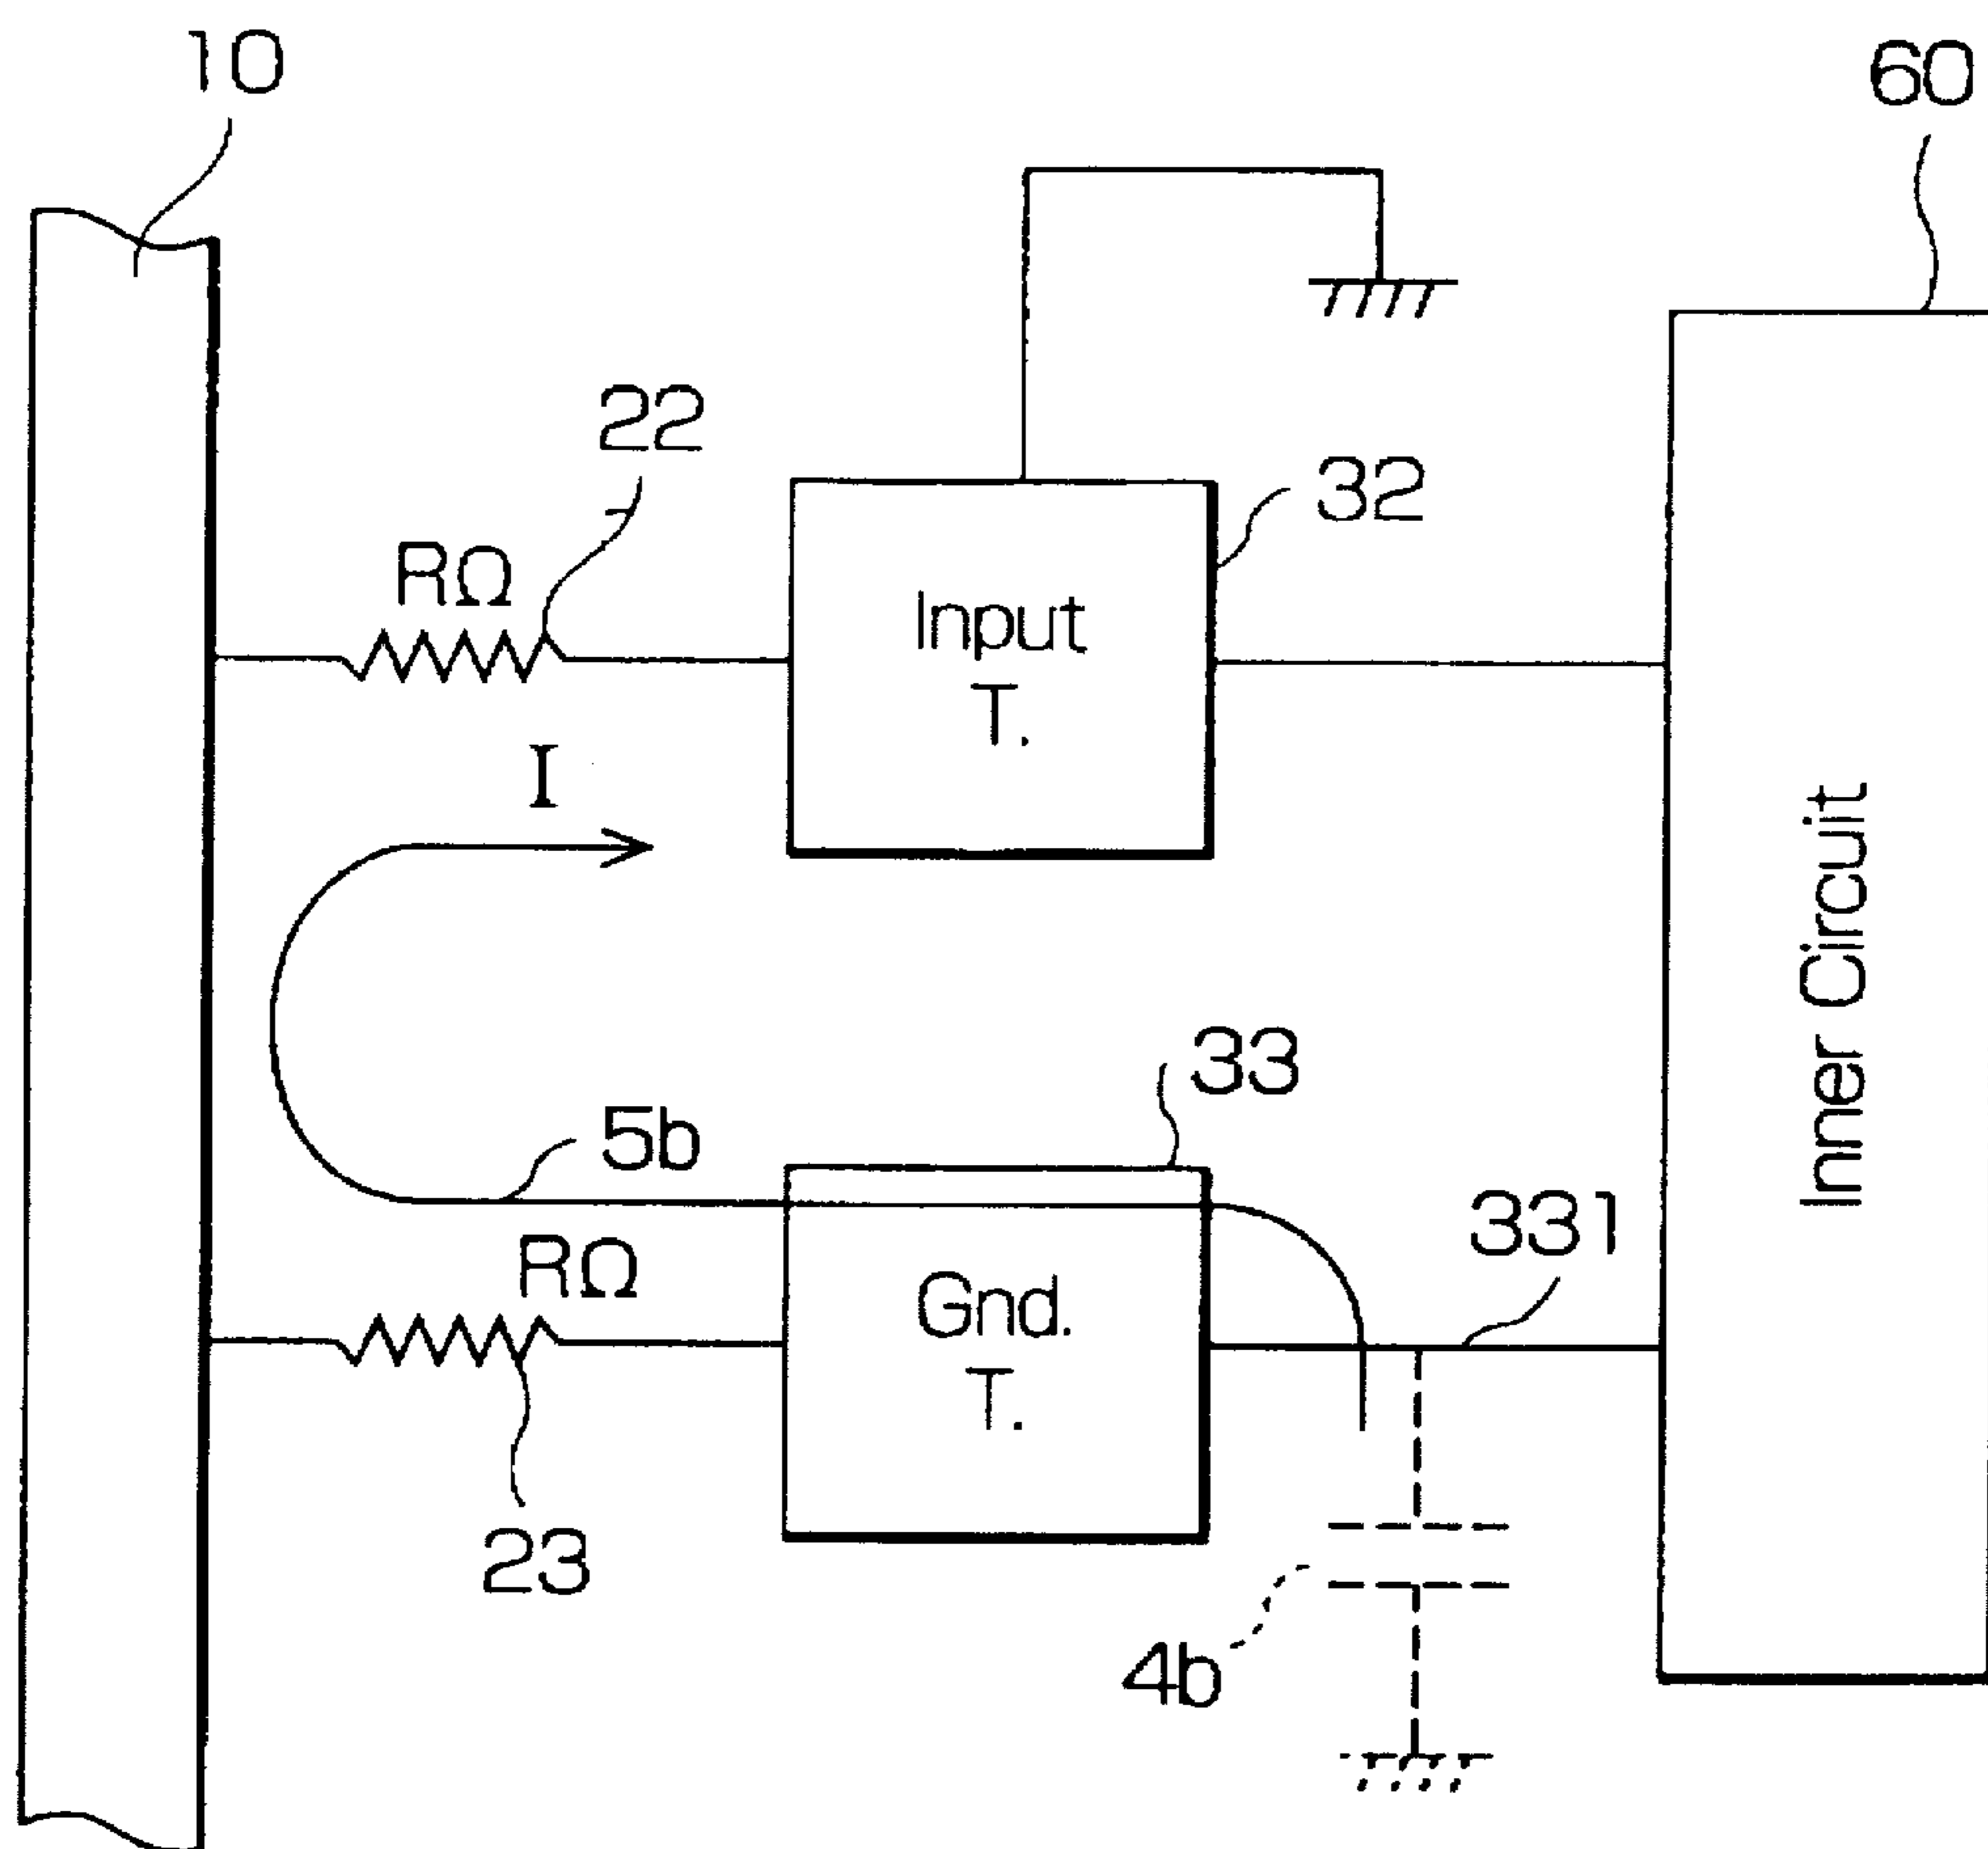 10
60
22
32
RΩ
Input
T.
I
33
5b
331
RΩ
Gnd.
T.
Inner Circuit
23
4b